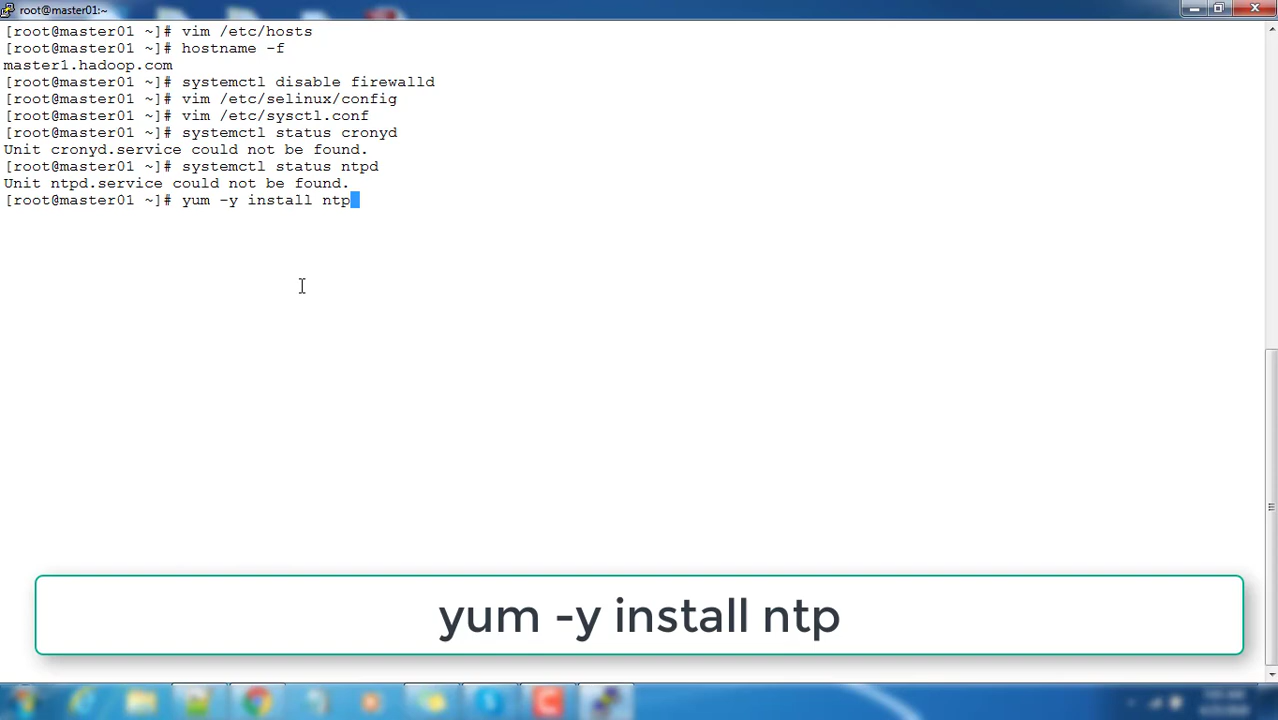 root@master01:~
[root@master01 ~]# vim /etc/hosts
[root@master01 ~]# hostname -f
master1.hadoop.com
[root@master01 ~]# systemctl disable firewalld
[root@master01 ~]# vim /etc/selinux/config
[root@master01 ~]# vim /etc/sysctl.conf
[root@master01 ~]# systemctl status cronyd
Unit cronyd.service could not be found.
[root@master01 ~]# systemctl status ntpd
Unit ntpd.service could not be found.
[root@master01 ~]# yum -y install ntp
yum -y install ntp